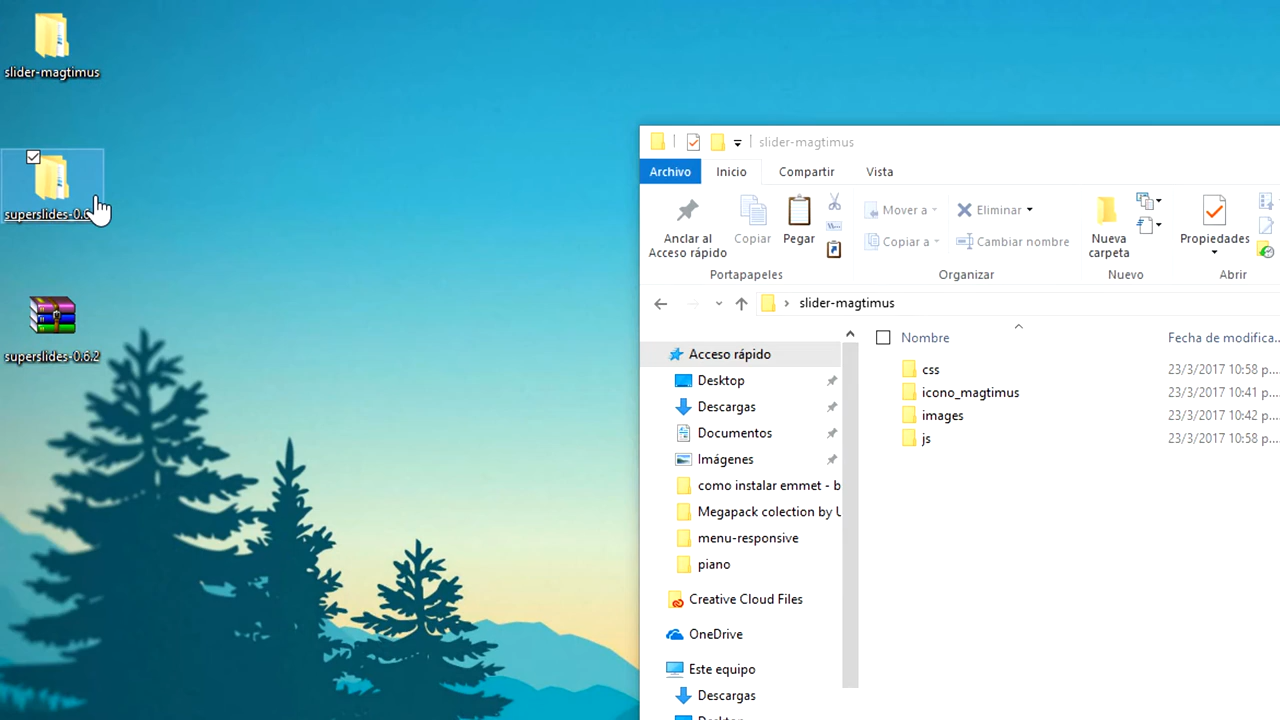 slider-magtimus
superslides-0.6
superslides-0.6.2
slider-magtimus
Archivo Inicio Compartir Vista
Anclar al Acceso rápido
Copiar
Pegar
Mover a
Copiar a
Eliminar
Cambiar nombre
Nueva carpeta
Propiedades
Portapapeles Organizar Nuevo Abrir
slider-magtimus
Nombre Fecha de modifica...
Acceso rápido
Desktop
Descargas
Documentos
Imágenes
como instalar emmet - b
Megapack colection by U
menu-responsive
piano
Creative Cloud Files
OneDrive
Este equipo
Descargas
css 23/3/2017 10:58 p....
icono_magtimus 23/3/2017 10:41 p....
images 23/3/2017 10:42 p....
js 23/3/2017 10:58 p....